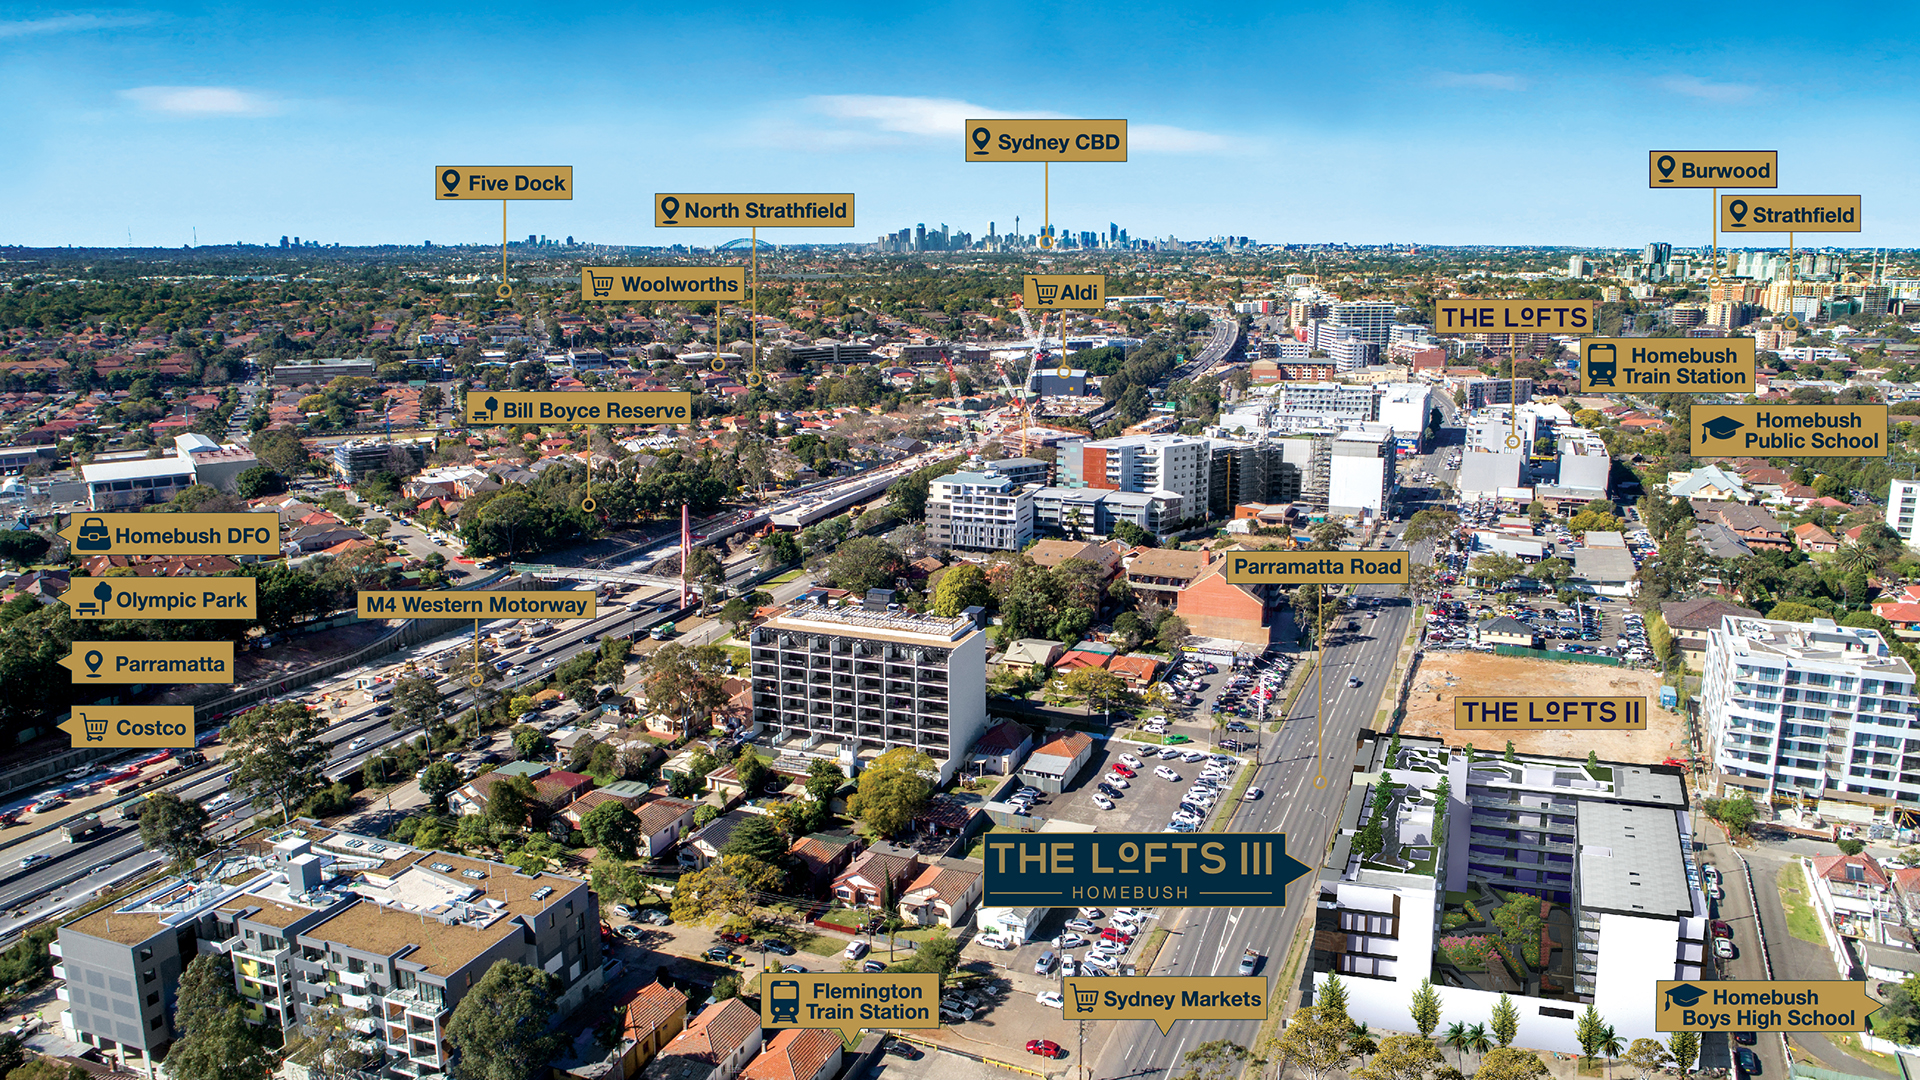 Sydney CBD
Five Dock
Burwood
North Strathfield
Strathfield
Woolworths
Aldi
THE LOFTS
Homebush
Train Station
Bill Boyce Reserve
Homebush
Public School
Homebush DFO
Parramatta Road
Olympic Park
M4 Western Motorway
Parramatta
THE LOFTS II
Costco
THE LOFTS III
HOMEBUSH
Flemington
Train Station
Sydney Markets
Homebush
Boys High School